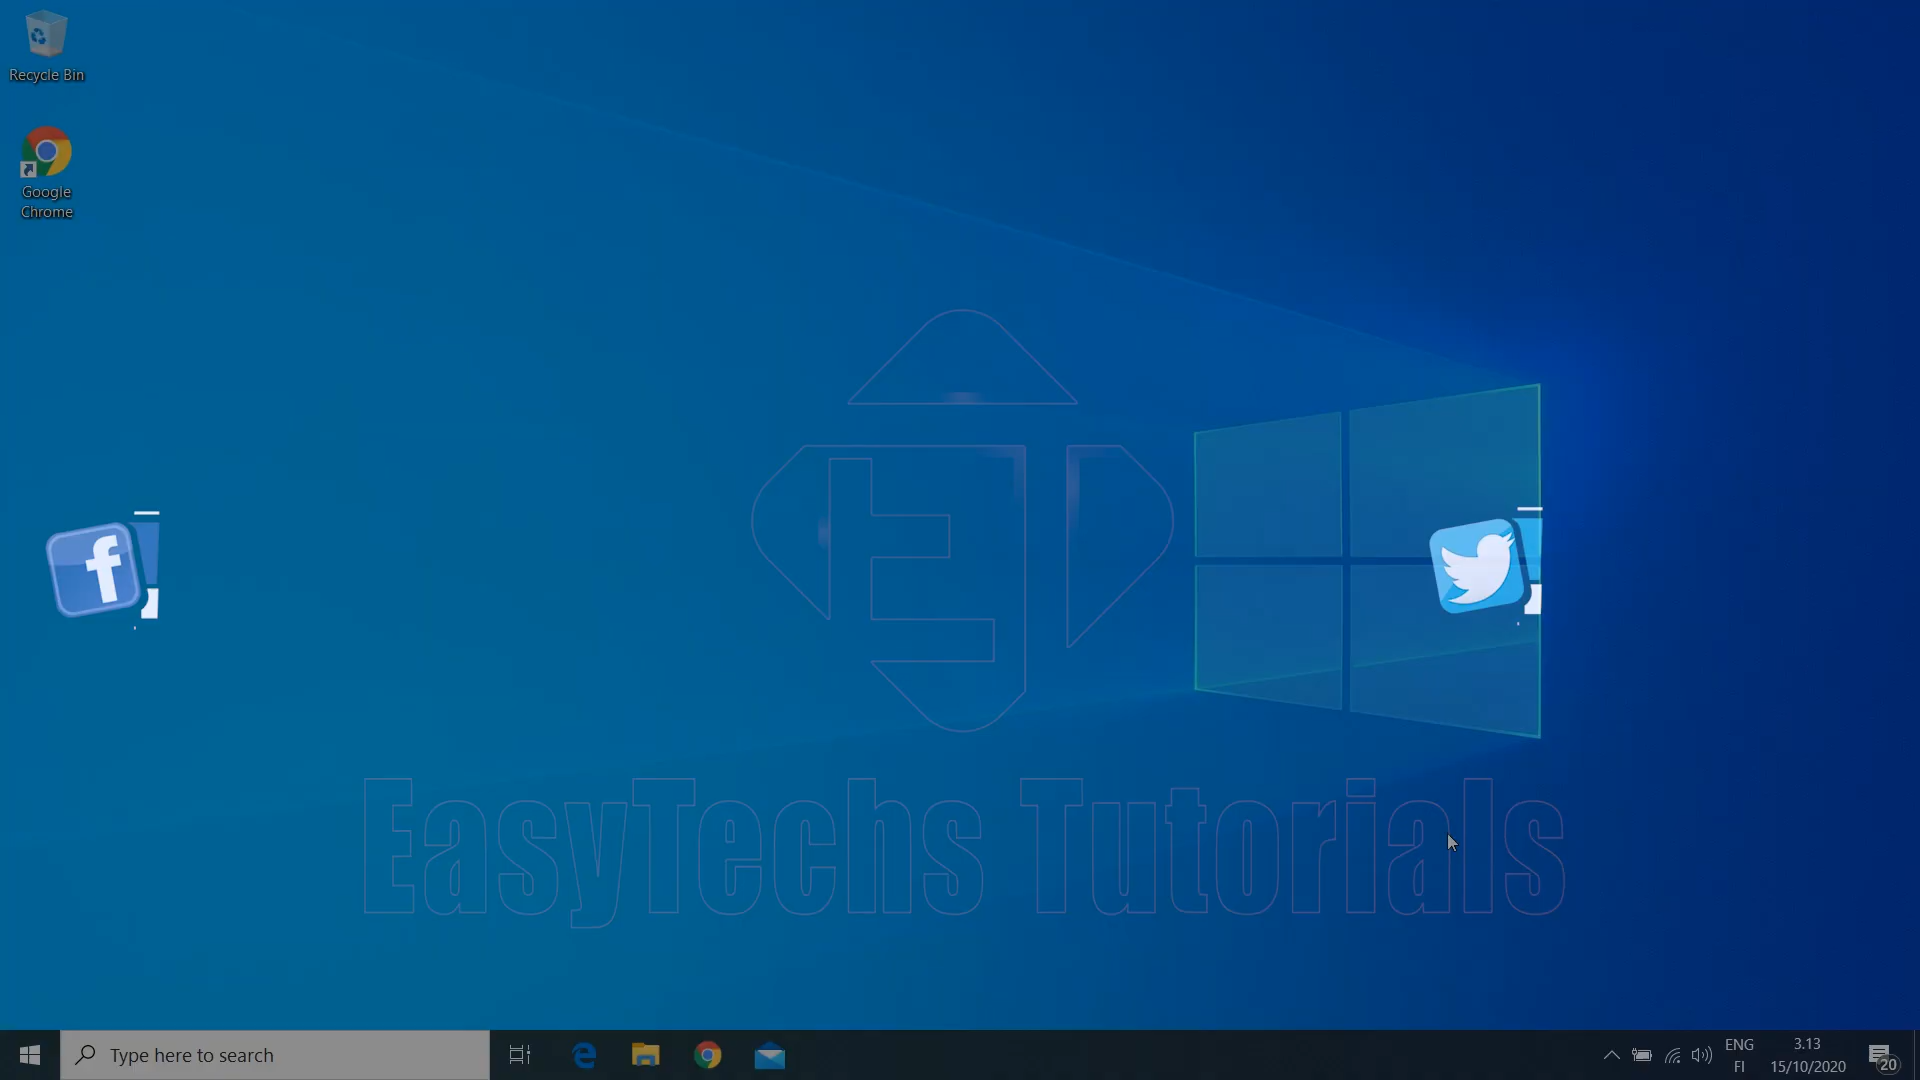 Recycle Bin
Google
Chrome
EasyTechs Tutorials
Type here to search
ENG
FI
3.13
15/10/2020
20